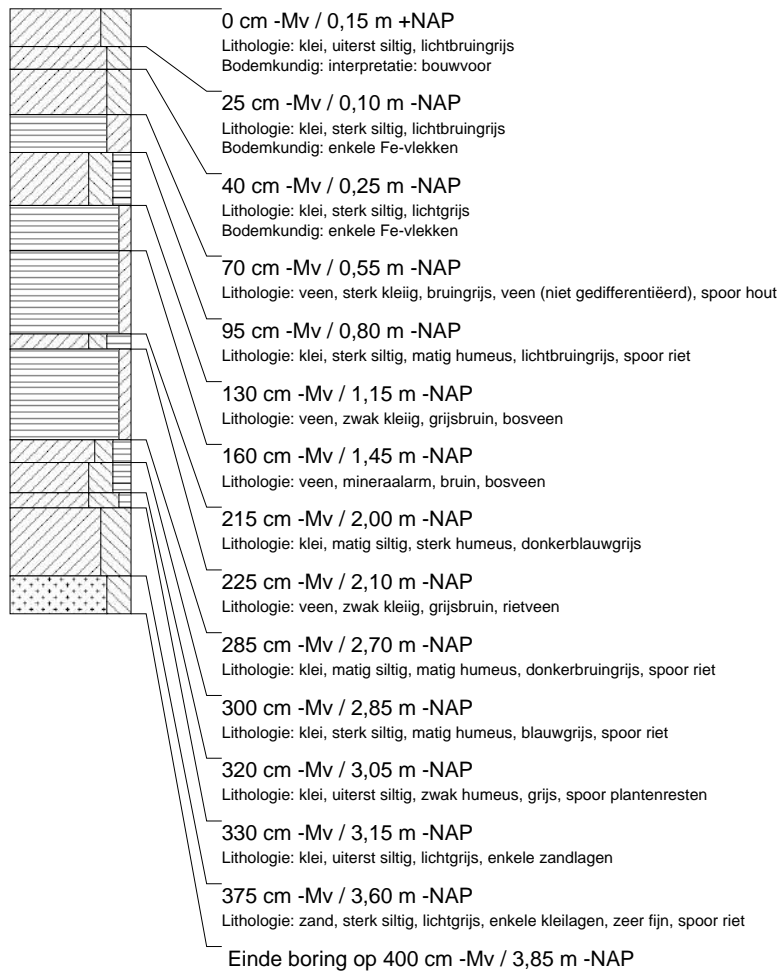 0 cm -Mv / 0,15 m +NAP
Lithologie: klei, uiterst siltig, lichtbruingrijs
Bodemkundig: interpretatie: bouwvoor
25 cm -Mv / 0,10 m -NAP
Lithologie: klei, sterk siltig, lichtbruingrijs
Bodemkundig: enkele Fe-vlekken
40 cm -Mv / 0,25 m -NAP
Lithologie: klei, sterk siltig, lichtgrijs
Bodemkundig: enkele Fe-vlekken
70 cm -Mv / 0,55 m -NAP
Lithologie: veen, sterk kleiig, bruingrijs, veen (niet gedifferentiëerd), spoor hout
95 cm -Mv / 0,80 m -NAP
Lithologie: klei, sterk siltig, matig humeus, lichtbruingrijs, spoor riet
130 cm -Mv / 1,15 m -NAP
Lithologie: veen, zwak kleiig, grijsbruin, bosveen
160 cm -Mv / 1,45 m -NAP
Lithologie: veen, mineraalarm, bruin, bosveen
215 cm -Mv / 2,00 m -NAP
Lithologie: klei, matig siltig, sterk humeus, donkerblauwgrijs
225 cm -Mv / 2,10 m -NAP
Lithologie: veen, zwak kleiig, grijsbruin, rietveen
285 cm -Mv / 2,70 m -NAP
Lithologie: klei, matig siltig, matig humeus, donkerbruingrijs, spoor riet
300 cm -Mv / 2,85 m -NAP
Lithologie: klei, sterk siltig, matig humeus, blauwgrijs, spoor riet
320 cm -Mv / 3,05 m -NAP
Lithologie: klei, uiterst siltig, zwak humeus, grijs, spoor plantenresten
330 cm -Mv / 3,15 m -NAP
Lithologie: klei, uiterst siltig, lichtgrijs, enkele zandlagen
375 cm -Mv / 3,60 m -NAP
Lithologie: zand, sterk siltig, lichtgrijs, enkele kleilagen, zeer fijn, spoor riet
Einde boring op 400 cm -Mv / 3,85 m -NAP